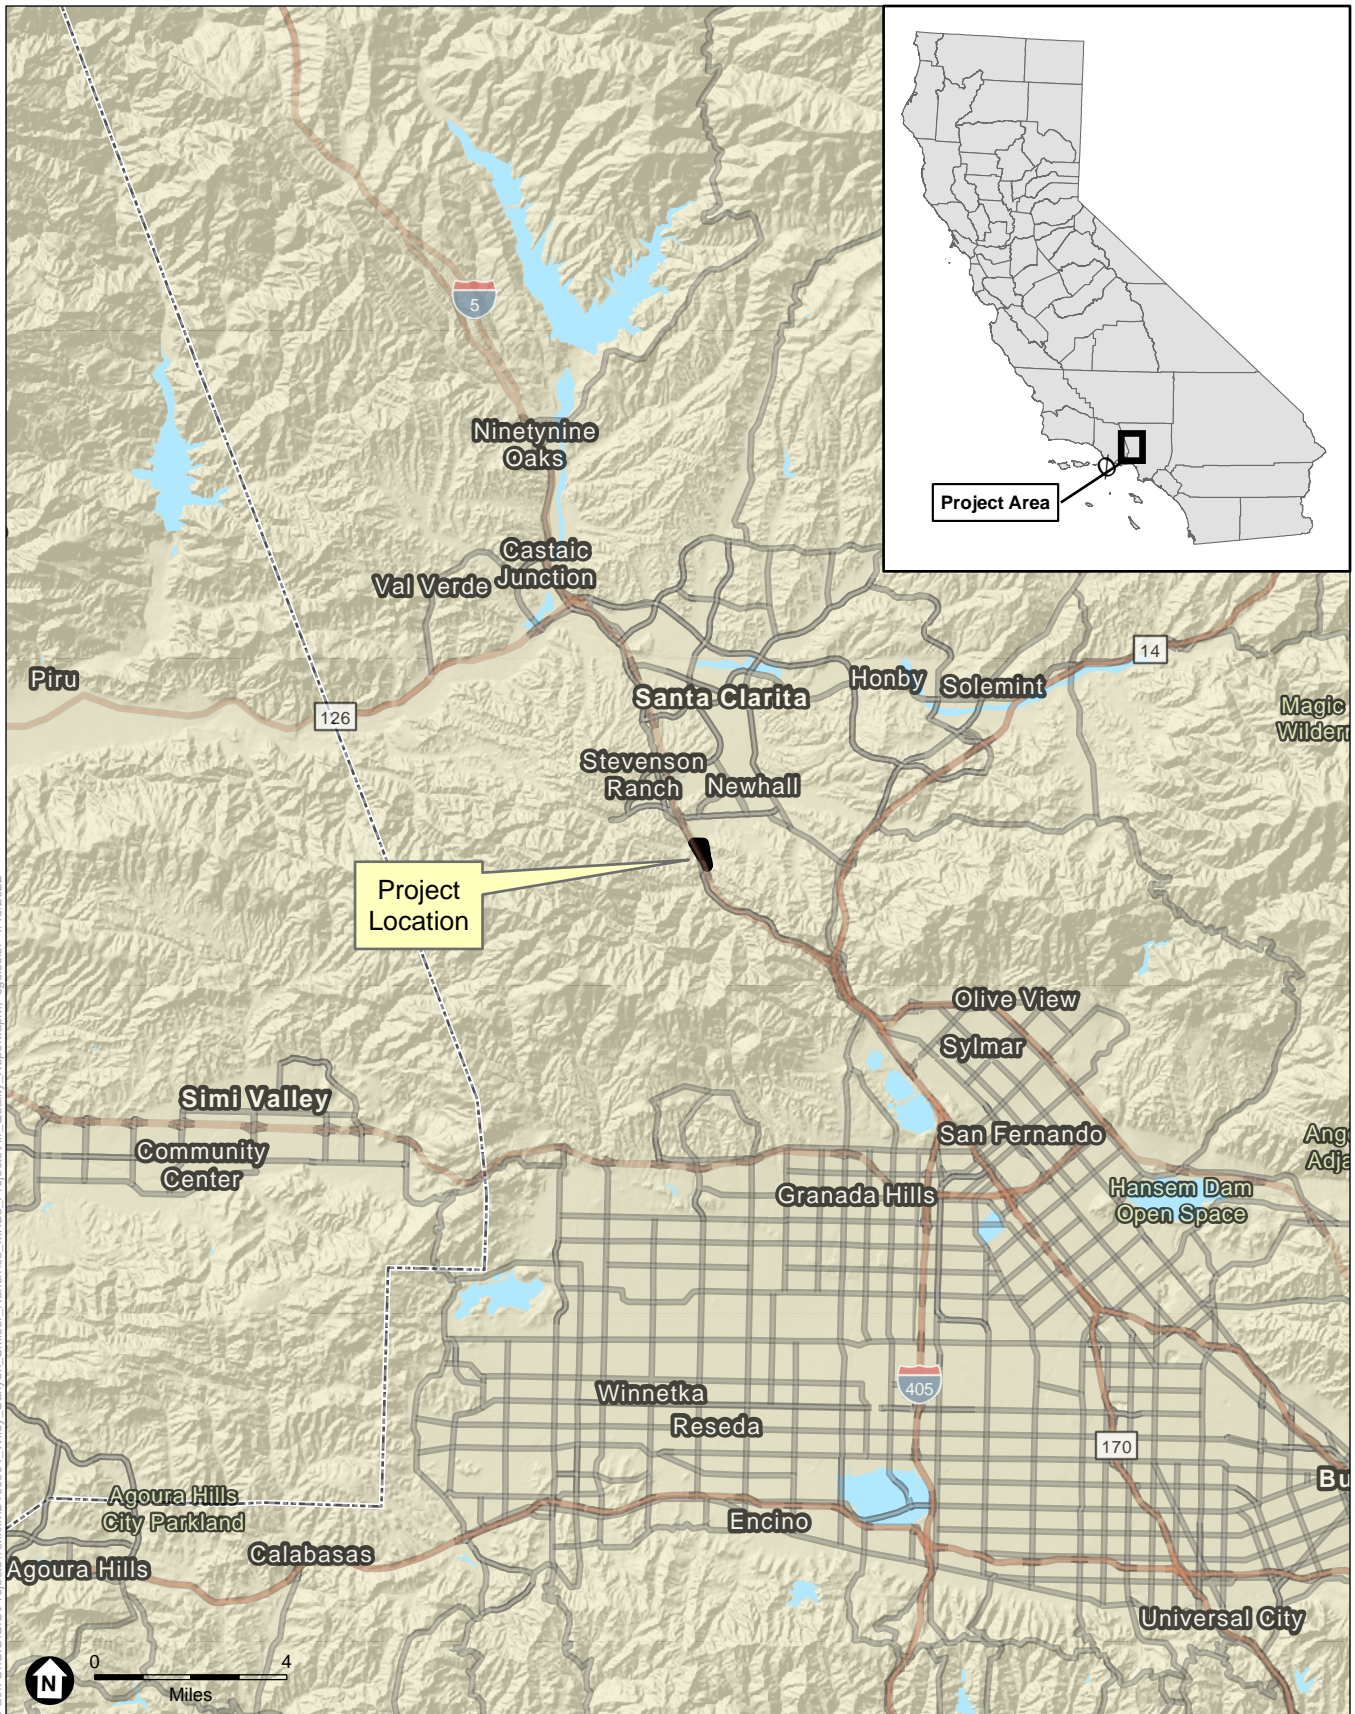 5
Ninetynine
Oaks
Castaic
Junction
Val Verde
Piru
126
14
Honby
Solemint
Santa Clarita
Magic
Wildern
Stevenson
Ranch
Newhall
Project
Location
Project Area
Olive View
Sylmar
Simi Valley
Community
Center
San Fernando
Ang
Adja
Granada Hills
Hansem Dam
Open Space
Winnetka
405
Reseda
170
Bu
Agoura Hills
City Parkland
Encino
Calabasas
Agoura Hills
Universal City
N
0 4
Miles